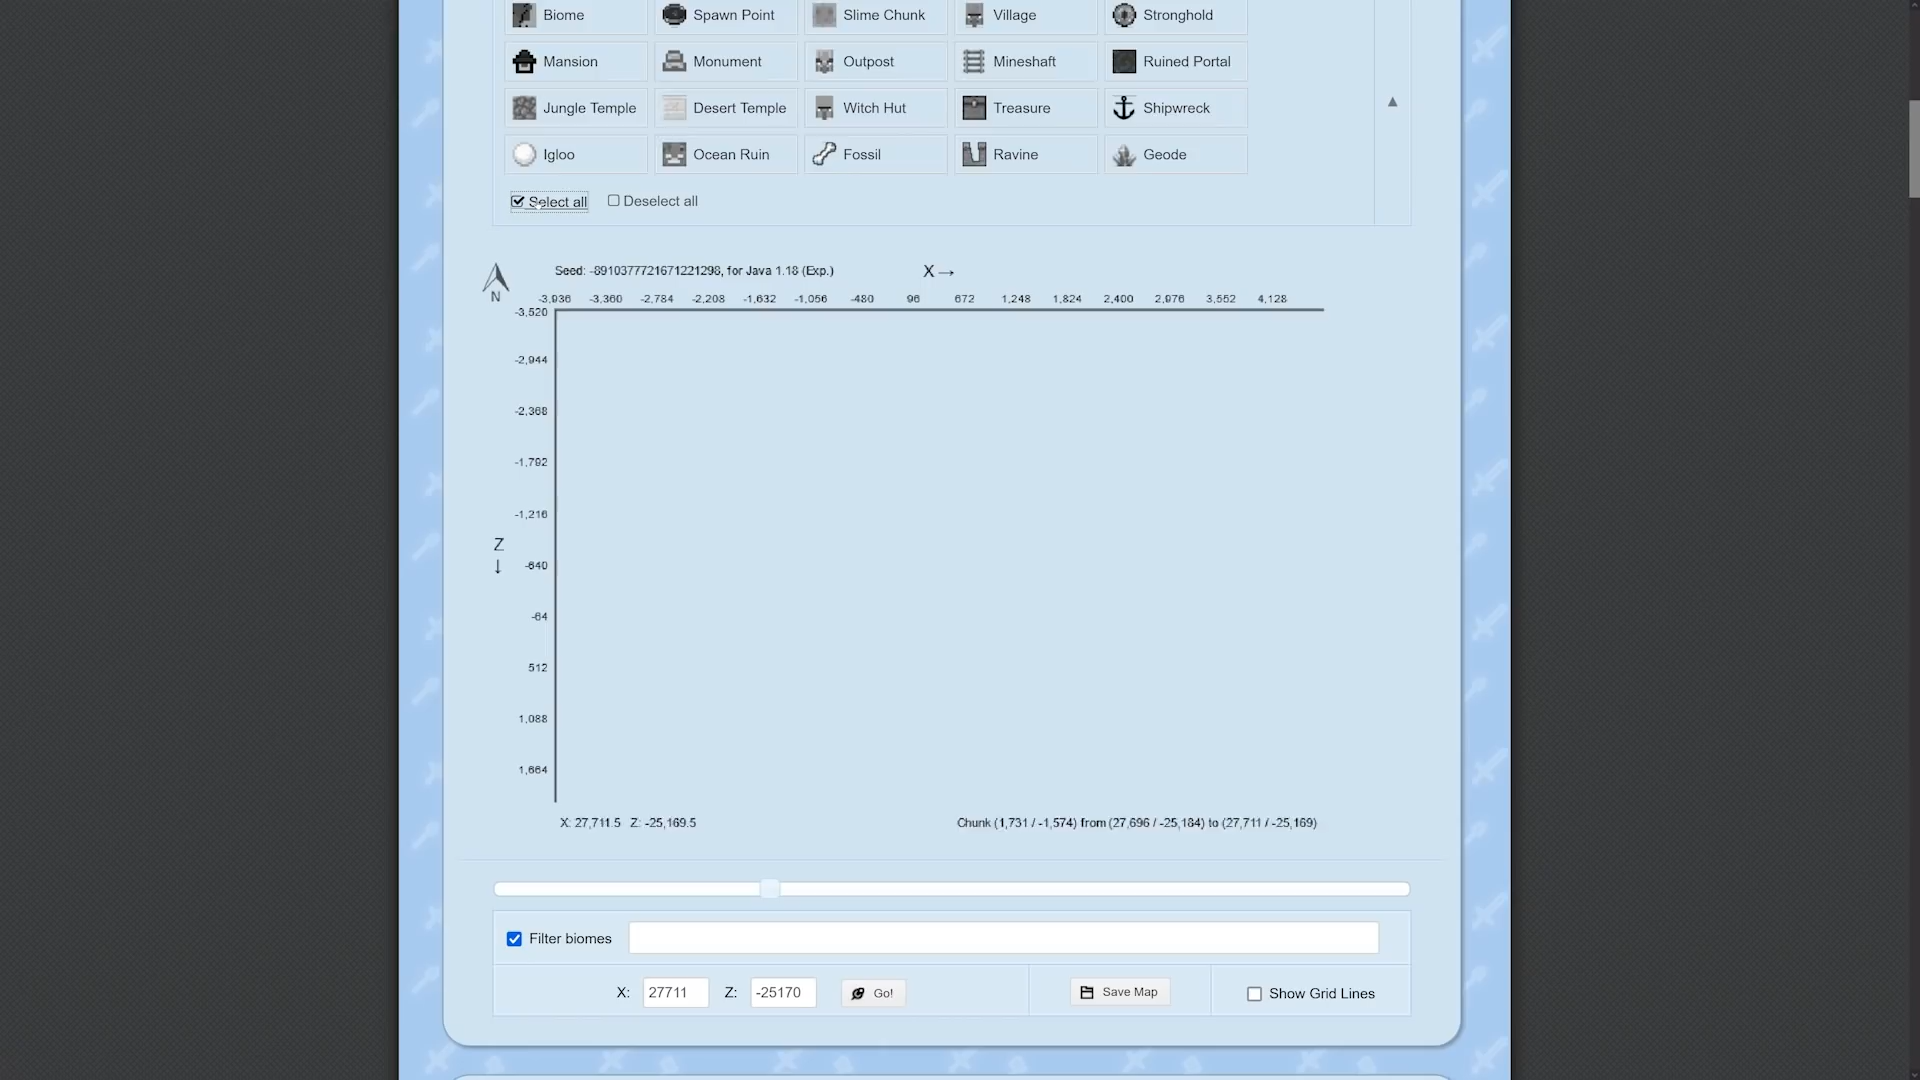 Biome Spawn Point Slime Chunk Village Stronghold
Mansion Monument Outpost Mineshaft Ruined Portal
Jungle Temple Desert Temple Witch Hut Treasure Shipwreck
Igloo Ocean Ruin Fossil Ravine Geode
Select all Deselect all
Seed: -8910377721671221298, for Java 1.18 (Exp.) X →
N
-3,936 -3,360 -2,784 -2,208 -1,632 -1,056 -480 96 672 1,248 1,824 2,400 2,976 3,552 4,128
-3,520
-2,944
-2,368
-1,792
-1,216
Z
↓
-640
-64
512
1,088
1,664
X: 27,711.5 Z: -25,169.5 Chunk (1,731 / -1,574) from (27,696 / -25,184) to (27,711 / -25,169)
Filter biomes
X: 27711 Z: -25170 Go! Save Map Show Grid Lines